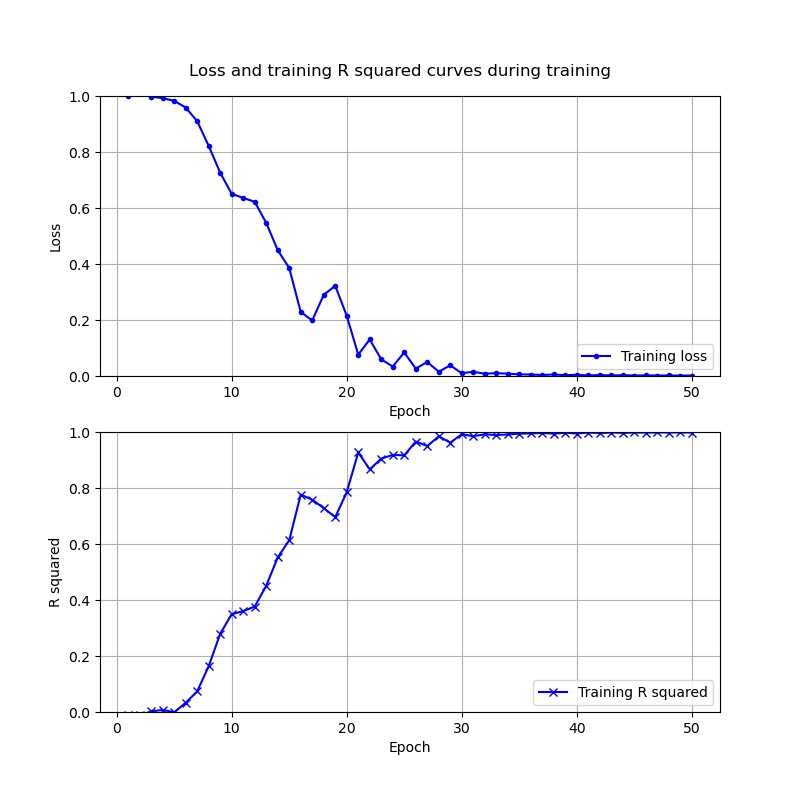 Loss and training R squared curves during training
1.0
0.8
0.6
0.4
0.2
0.0
Loss
Training loss
0 10 20 30 40 50
Epoch
1.0
0.8
0.6
0.4
0.2
0.0
R squared
Training R squared
0 10 20 30 40 50
Epoch